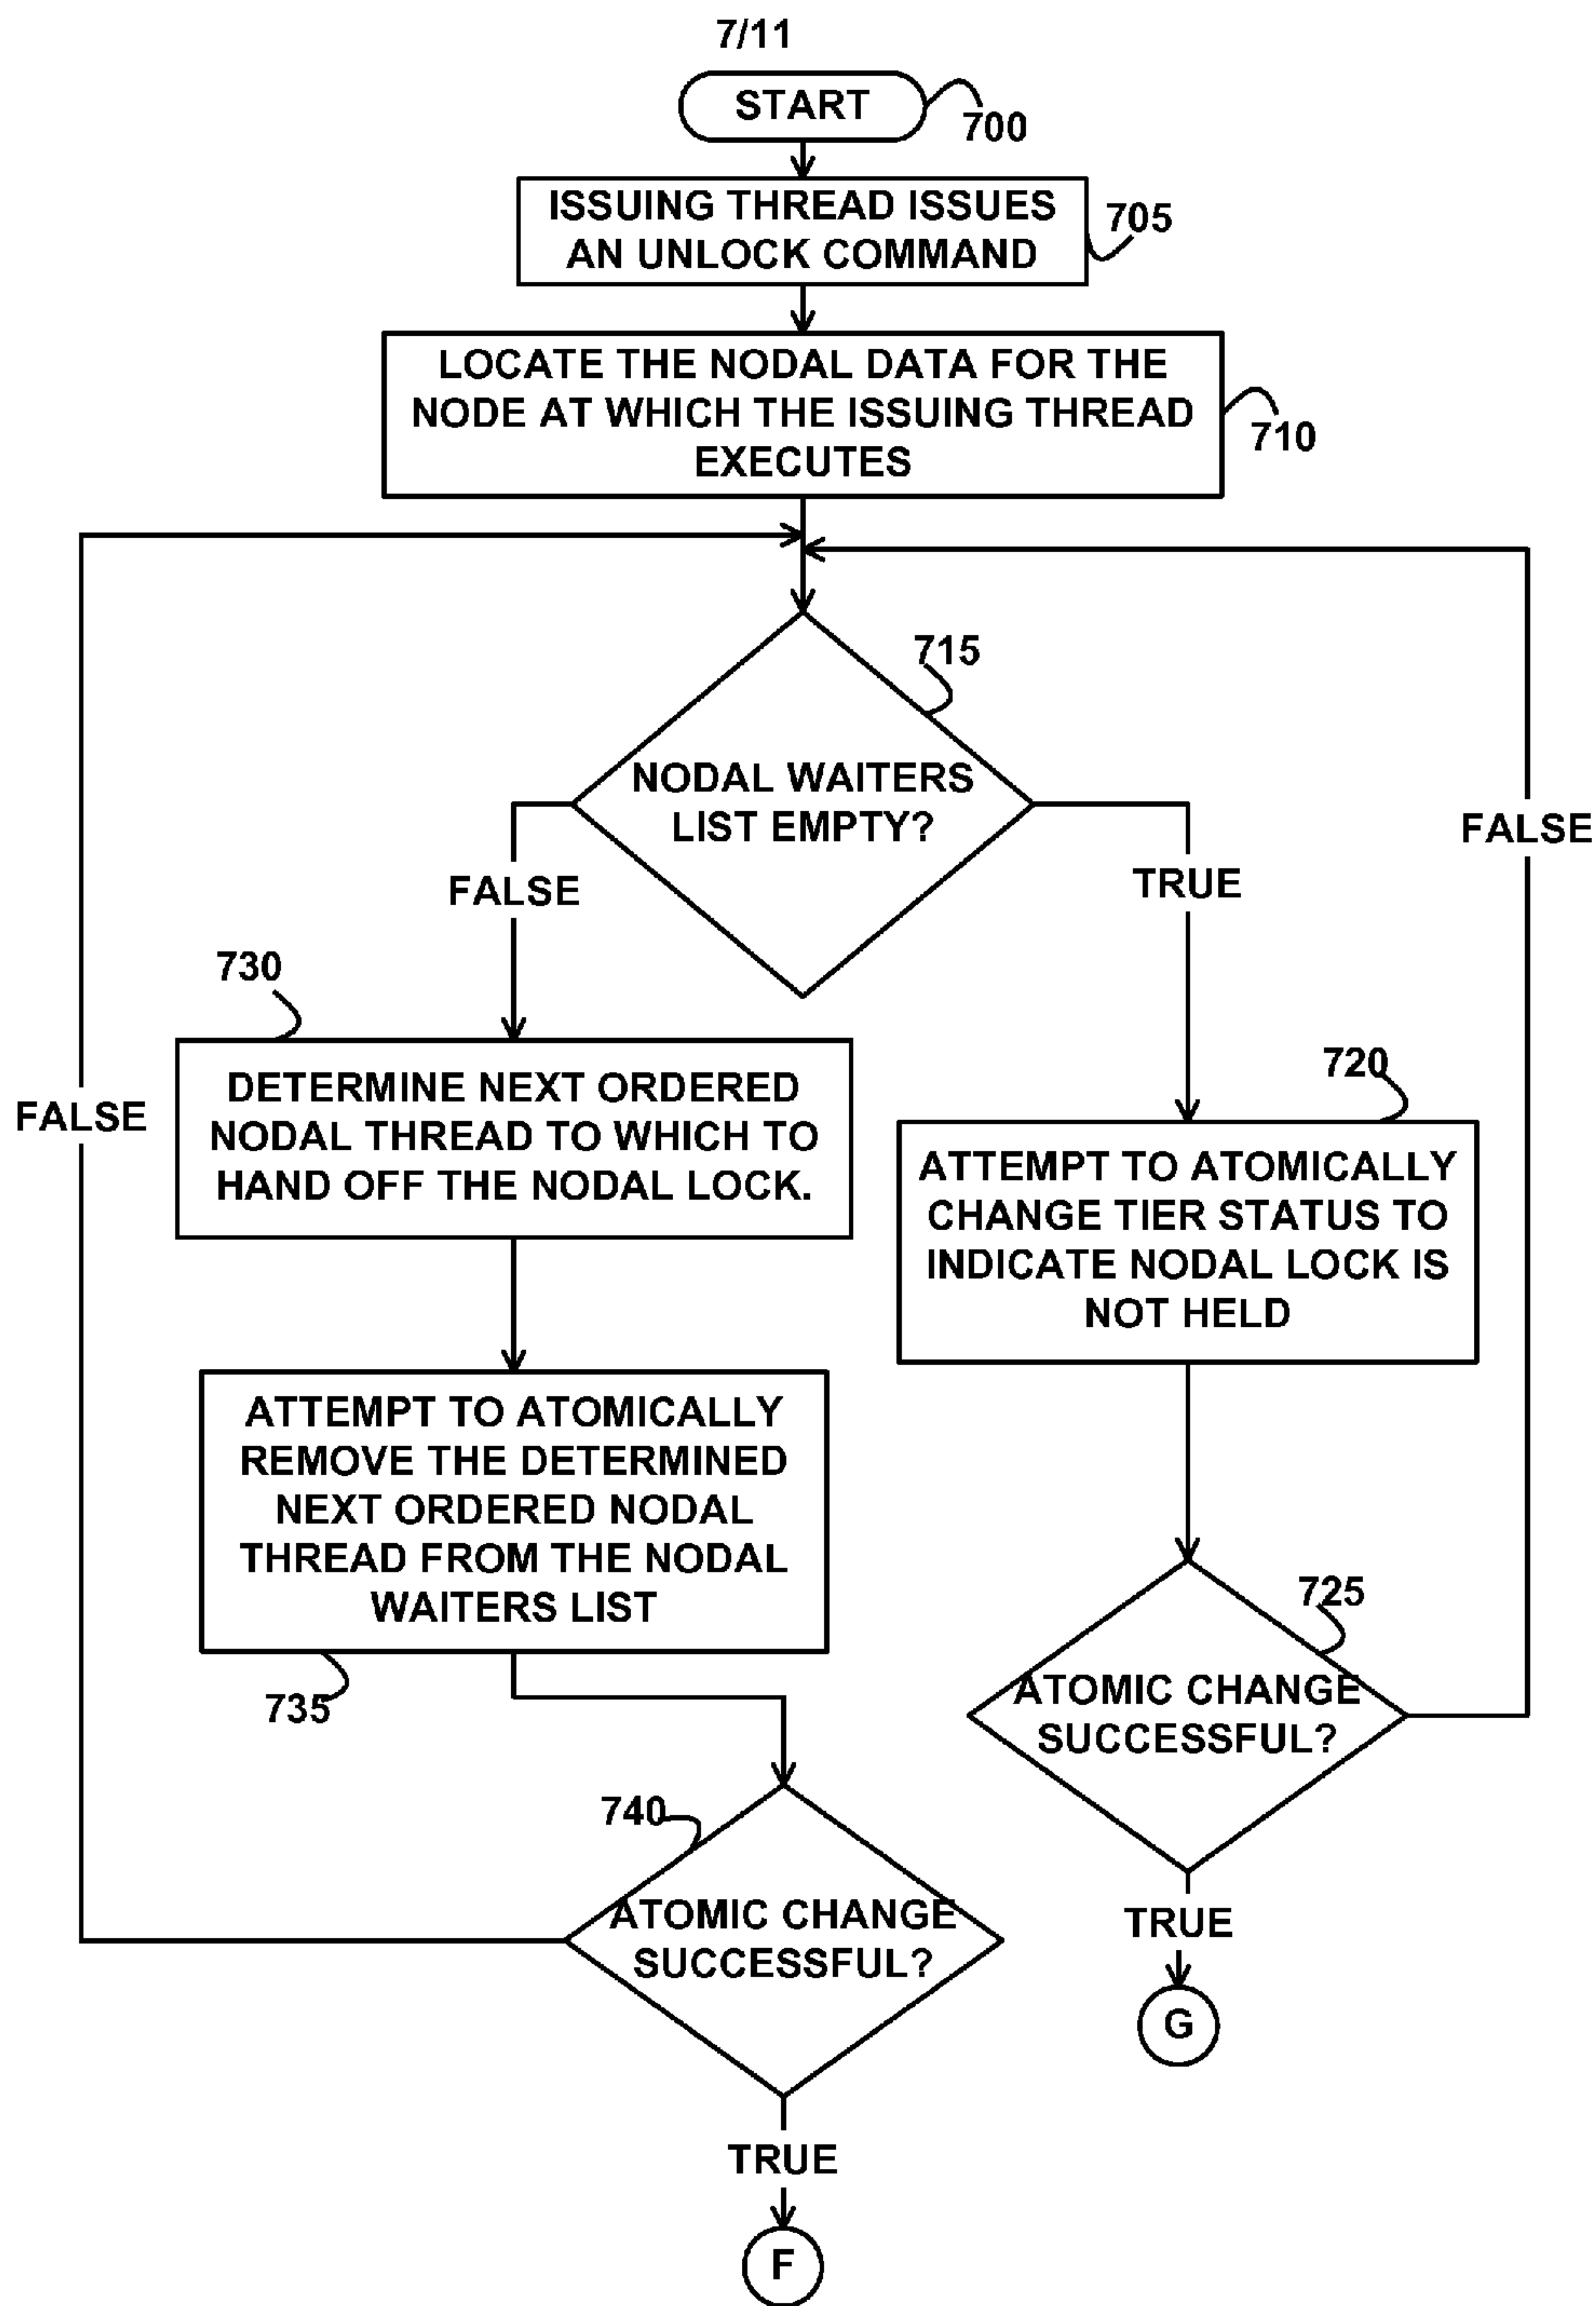 7/11
START
700
ISSUING THREAD ISSUES
AN UNLOCK COMMAND
705
LOCATE THE NODAL DATA FOR THE
NODE AT WHICH THE ISSUING THREAD
EXECUTES
710
715
NODAL WAITERS
LIST EMPTY?
FALSE
TRUE
FALSE
730
DETERMINE NEXT ORDERED
NODAL THREAD TO WHICH TO
HAND OFF THE NODAL LOCK.
FALSE
720
ATTEMPT TO ATOMICALLY
CHANGE TIER STATUS TO
INDICATE NODAL LOCK IS
NOT HELD
ATTEMPT TO ATOMICALLY
REMOVE THE DETERMINED
NEXT ORDERED NODAL
THREAD FROM THE NODAL
WAITERS LIST
735
725
ATOMIC CHANGE
SUCCESSFUL?
740
ATOMIC CHANGE
SUCCESSFUL?
TRUE
G
TRUE
F